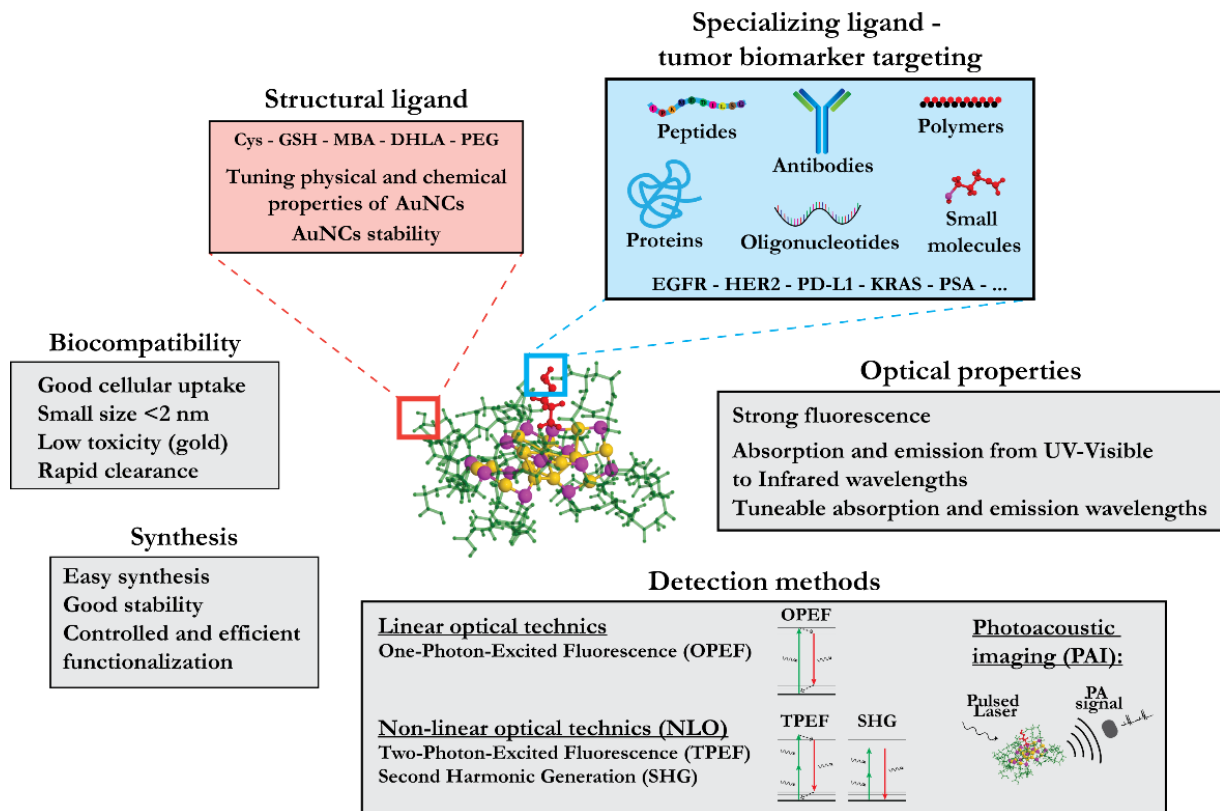 Specializing ligand -
tumor biomarker targeting
Peptides
Antibodies
Polymers
Proteins
Oligonucleotides
Small
molecules
EGFR - HER2 - PD-L1 - KRAS - PSA - ...
Structural ligand
Cys - GSH - MBA - DHLA - PEG
Tuning physical and chemical
properties of AuNCs
AuNCs stability
Biocompatibility
Good cellular uptake
Small size <2 nm
Low toxicity (gold)
Rapid clearance
Optical properties
Strong fluorescence
Absorption and emission from UV-Visible
to Infrared wavelengths
Tuneable absorption and emission wavelengths
Synthesis
Easy synthesis
Good stability
Controlled and efficient
functionalization
Detection methods
Linear optical technics
One-Photon-Excited Fluorescence (OPEF)
OPEF
Non-linear optical technics (NLO)
Two-Photon-Excited Fluorescence (TPEF)
Second Harmonic Generation (SHG)
TPEF
SHG
Photoacoustic
imaging (PAI):
Pulsed
Laser
PA
signal